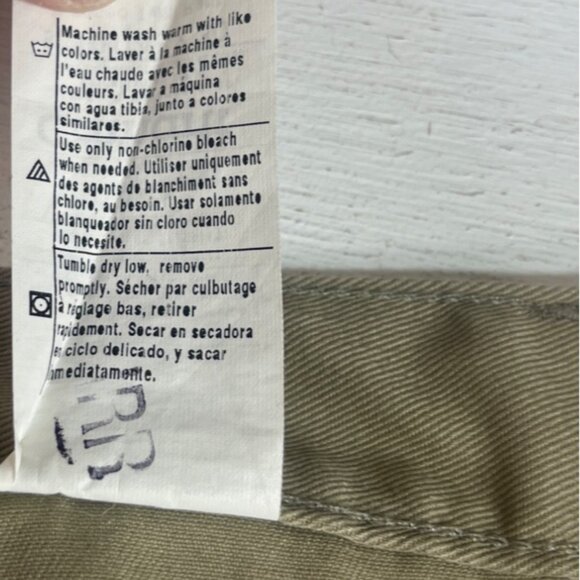 Machine wash warm with like
colors. Laver à la machine à
l'eau chaude avec les mêmes
couleurs. Lavar a máquina
con agua tibia, junto a colores
similares.
Use only non-chlorine bleach
when needed. Utiliser uniquement
des agents de blanchiment sans
chlore, au besoin. Usar solamente
blanqueador sin cloro cuando
lo necesite.
Tumble dry low, remove
promptly. Sécher par culbutage
à réglage bas, retirer
rapidement. Secar en secadora
en ciclo delicado, y sacar
inmediatamente.